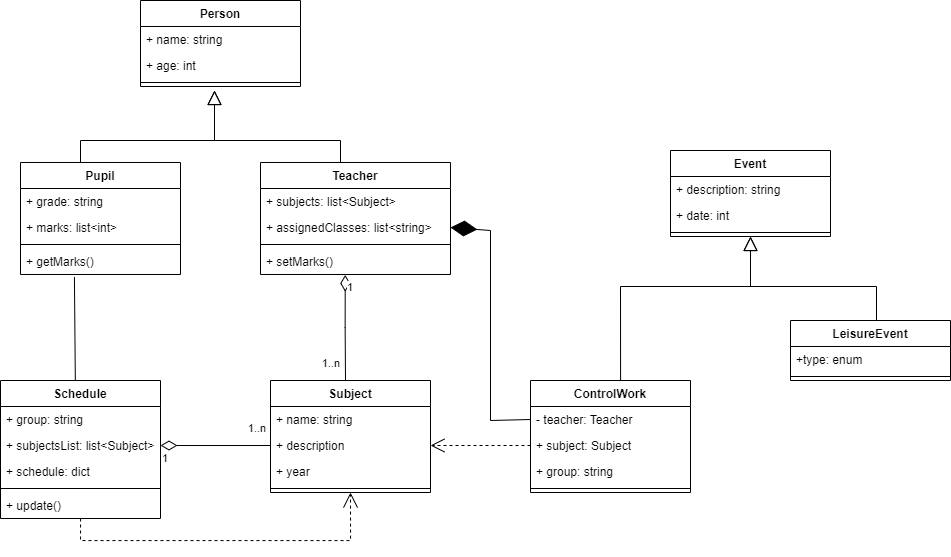 Person
+ name: string
+ age: int
Pupil
+ grade: string
+ marks: list<int>
+ getMarks()
Teacher
+ subjects: list<Subject>
+ assignedClasses: list<string>
+ setMarks()
Event
+ description: string
+ date: int
LeisureEvent
+type: enum
1
1..n
Schedule
+ group: string
+ subjectsList: list<Subject>
+ schedule: dict
+ update()
1
1..n
Subject
+ name: string
+ description
+ year
ControlWork
- teacher: Teacher
+ subject: Subject
+ group: string